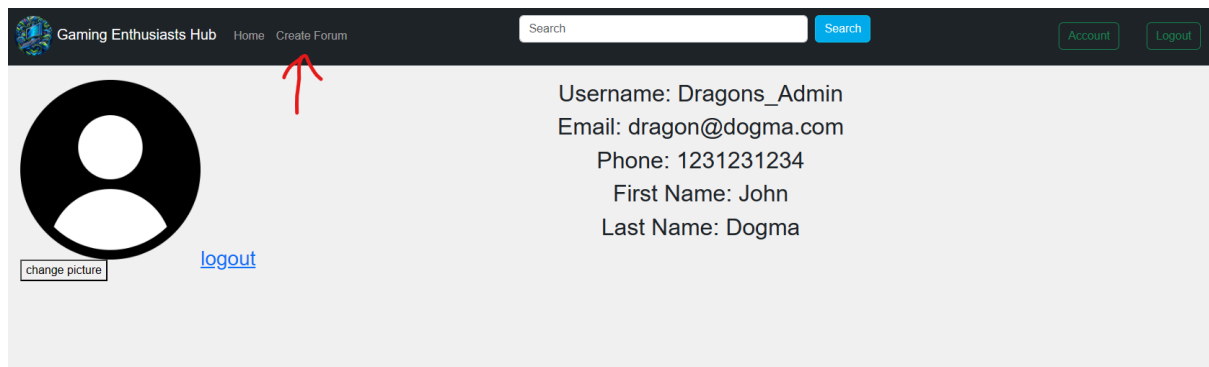 Gaming Enthusiasts Hub Home Create Forum Search Search Account Logout
Username: Dragons_Admin
Email: dragon@dogma.com
Phone: 1231231234
First Name: John
Last Name: Dogma
logout
change picture